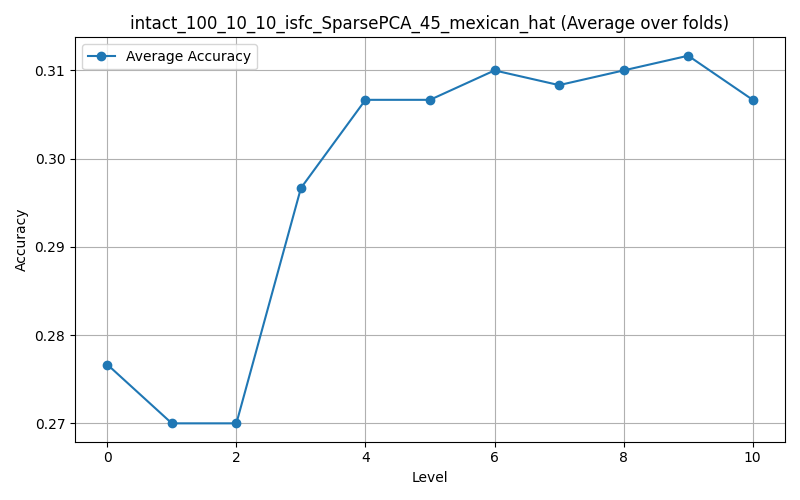 intact_100_10_10_isfc_SparsePCA_45_mexican_hat (Average over folds)
Average Accuracy
0.31
0.30
0.29
0.28
0.27
Accuracy
0 2 4 6 8 10
Level